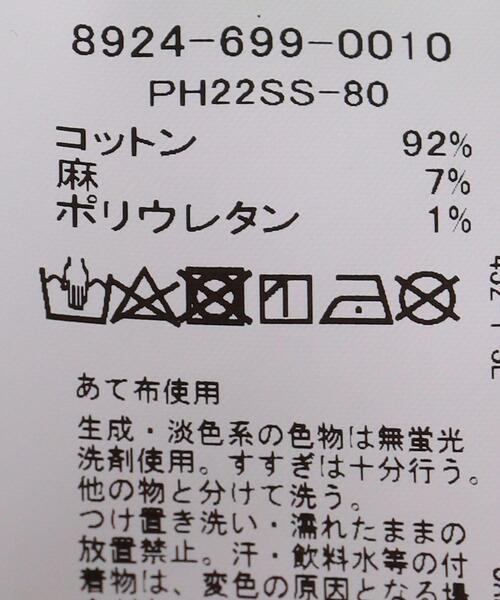 8924-699-0010
PH22SS-80
コットン 92%
麻 7%
ポリウレタン 1%
あて布使用
生成・淡色系の色物は無蛍光
洗剤使用。すすぎは十分行う。
他の物と分けて洗う。
つけ置き洗い・濡れたままの
放置禁止。汗・飲料水等の付
着物は、変色の原因となる場